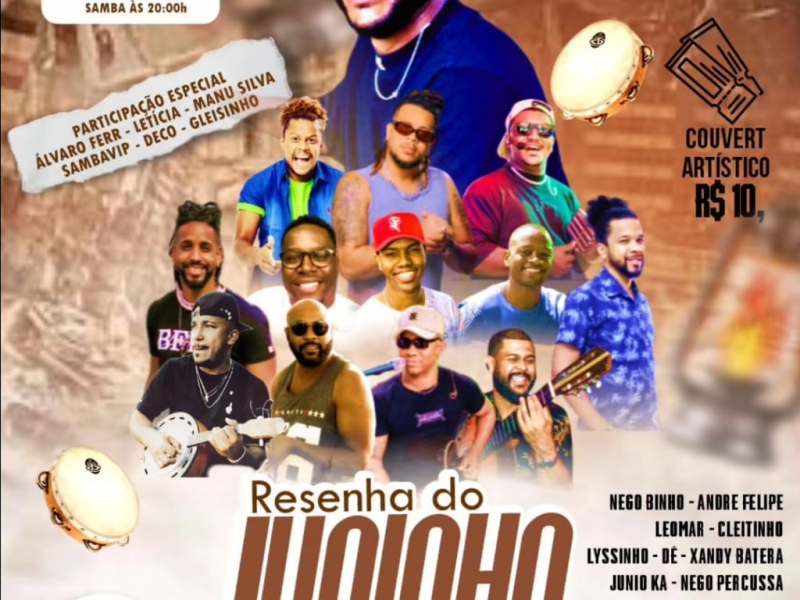 SAMBA ÀS 20:00h
PARTICIPAÇÃO ESPECIAL
ÁLVARO FERR - LETÍCIA - MANU SILVA
SAMBAVIP - DECO - GLEISINHO
COUVERT
ARTÍSTICO
R$ 10,
Resenha do
NEGO BINHO - ANDRE FELIPE
LEOMAR - CLEITINHO
LYSSINHO - DÊ - XANDY BATERA
JUNIO KA - NEGO PERCUSSA